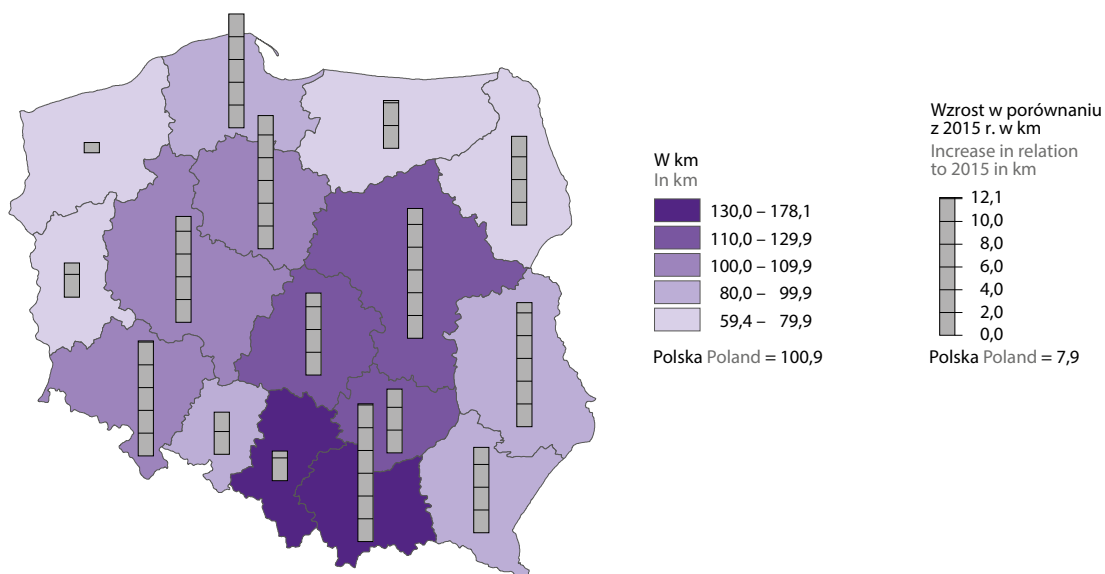 W km
In km
130,0 – 178,1
110,0 – 129,9
100,0 – 109,9
80,0 – 99,9
59,4 – 79,9
Polska Poland = 100,9
Wzrost w porównaniu
z 2015 r. w km
Increase in relation
to 2015 in km
12,1
10,0
8,0
6,0
4,0
2,0
0,0
Polska Poland = 7,9